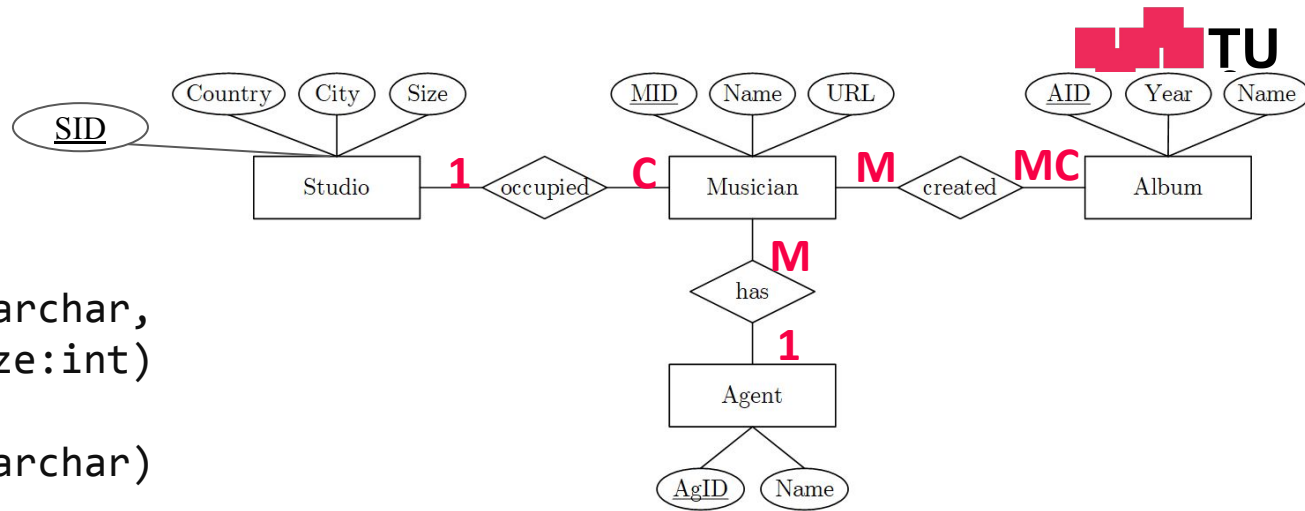 TU
Country City Size
MID Name URL
AID Year Name
SID
1 C M MC
Studio occupied Musician created Album
M
has
archar,
1
ze:int)
Agent
archar)
AgID Name